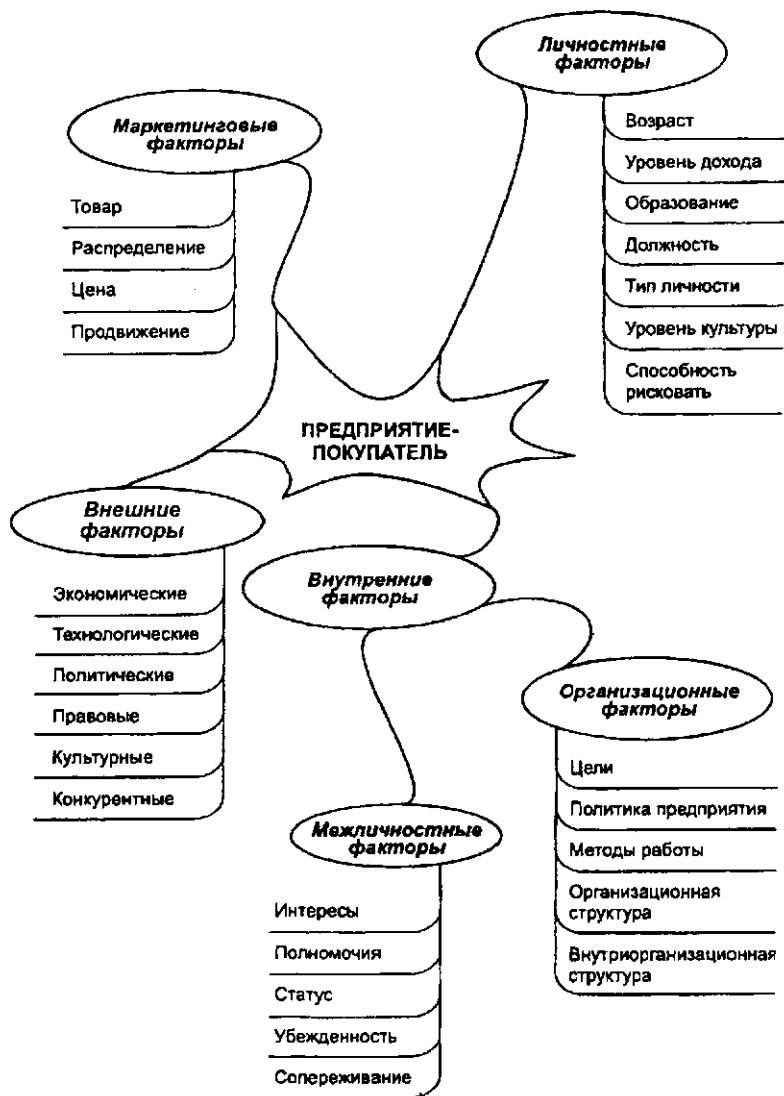 Личностные
факторы
Возраст
Уровень дохода
Образование
Должность
Тип личности
Уровень культуры
Способность
рисковать
Маркетинговые
факторы
Товар
Распределение
Цена
Продвижение
ПРЕДПРИЯТИЕ-
ПОКУПАТЕЛЬ
Внешние
факторы
Экономические
Технологические
Политические
Правовые
Культурные
Конкурентные
Внутренние
факторы
Организационные
факторы
Цели
Политика предприятия
Методы работы
Организационная
структура
Внутриорганизационная
структура
Межличностные
факторы
Интересы
Полномочия
Статус
Убежденность
Сопереживание